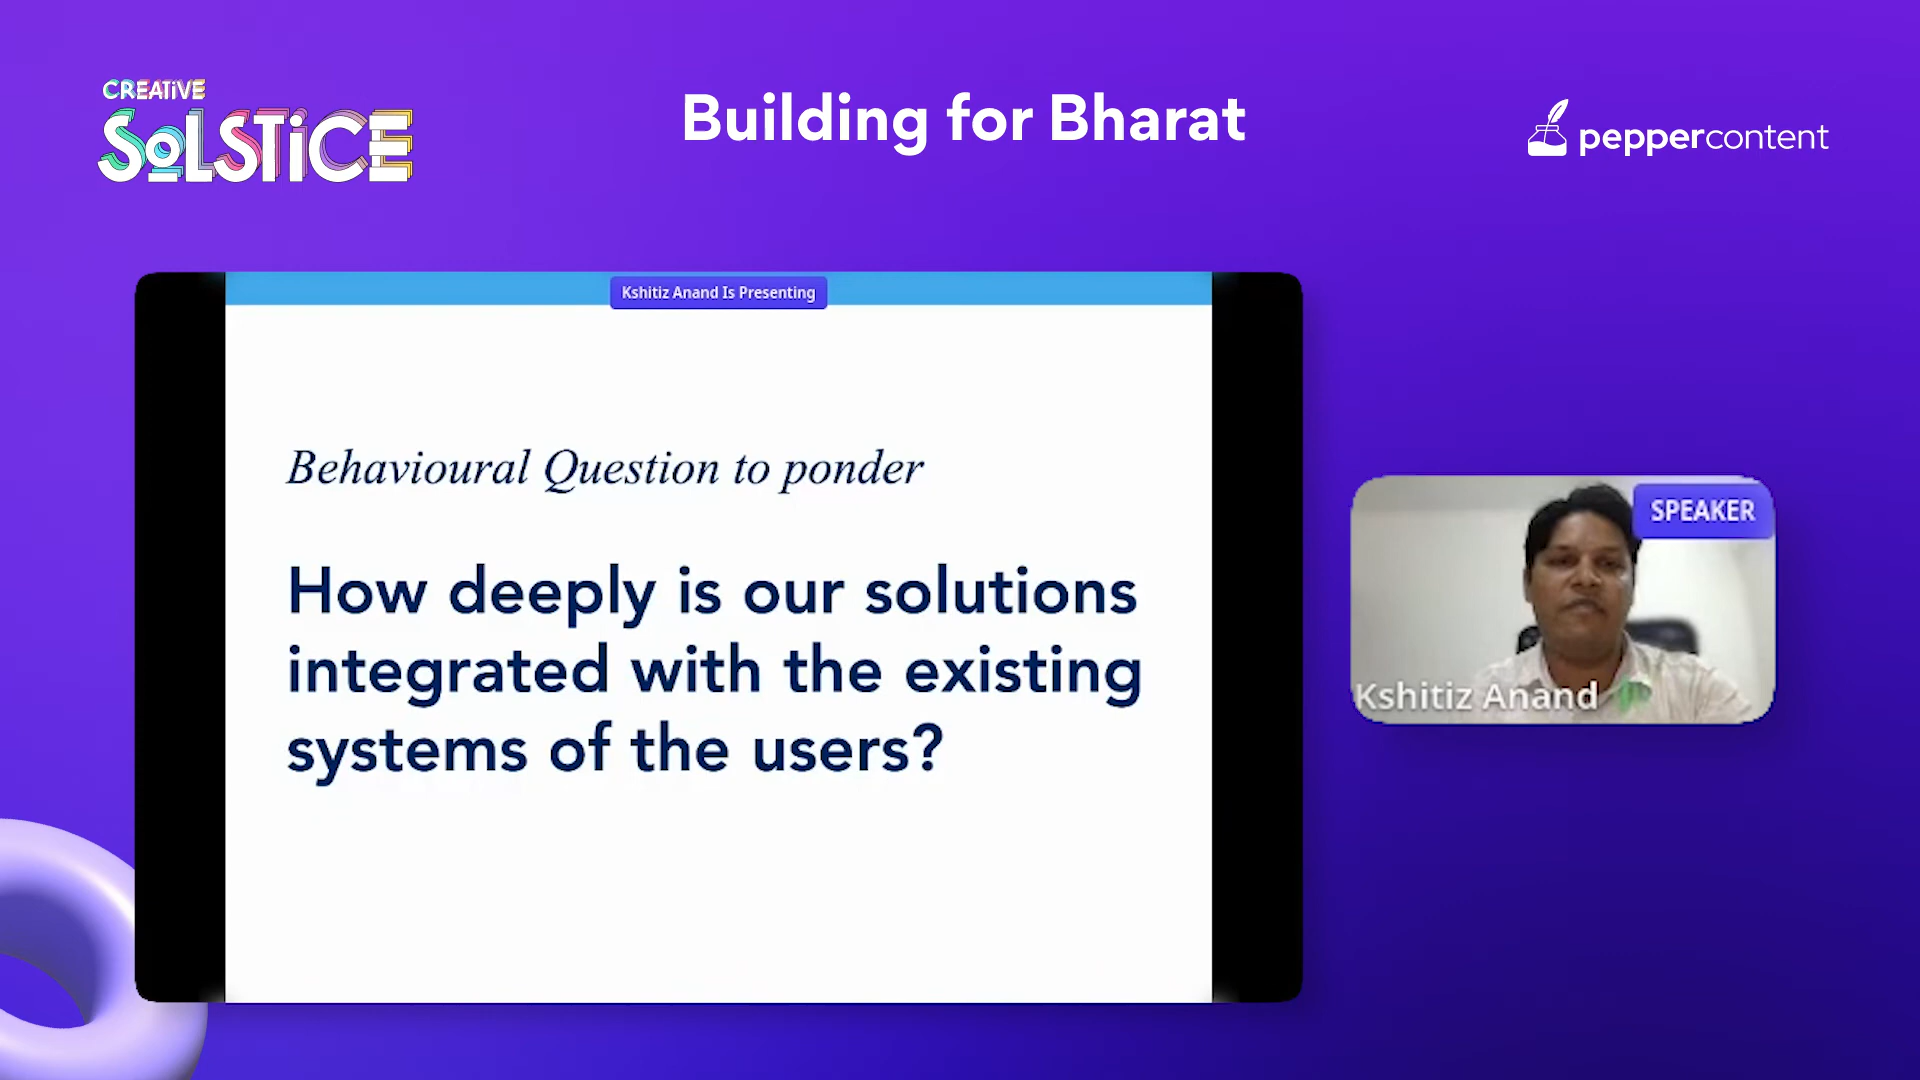 CREATiVE
SoLSTiCE
Building for Bharat
peppercontent
Kshitiz Anand Is Presenting
Behavioural Question to ponder
How deeply is our solutions
integrated with the existing
systems of the users?
SPEAKER
Kshitiz Anand